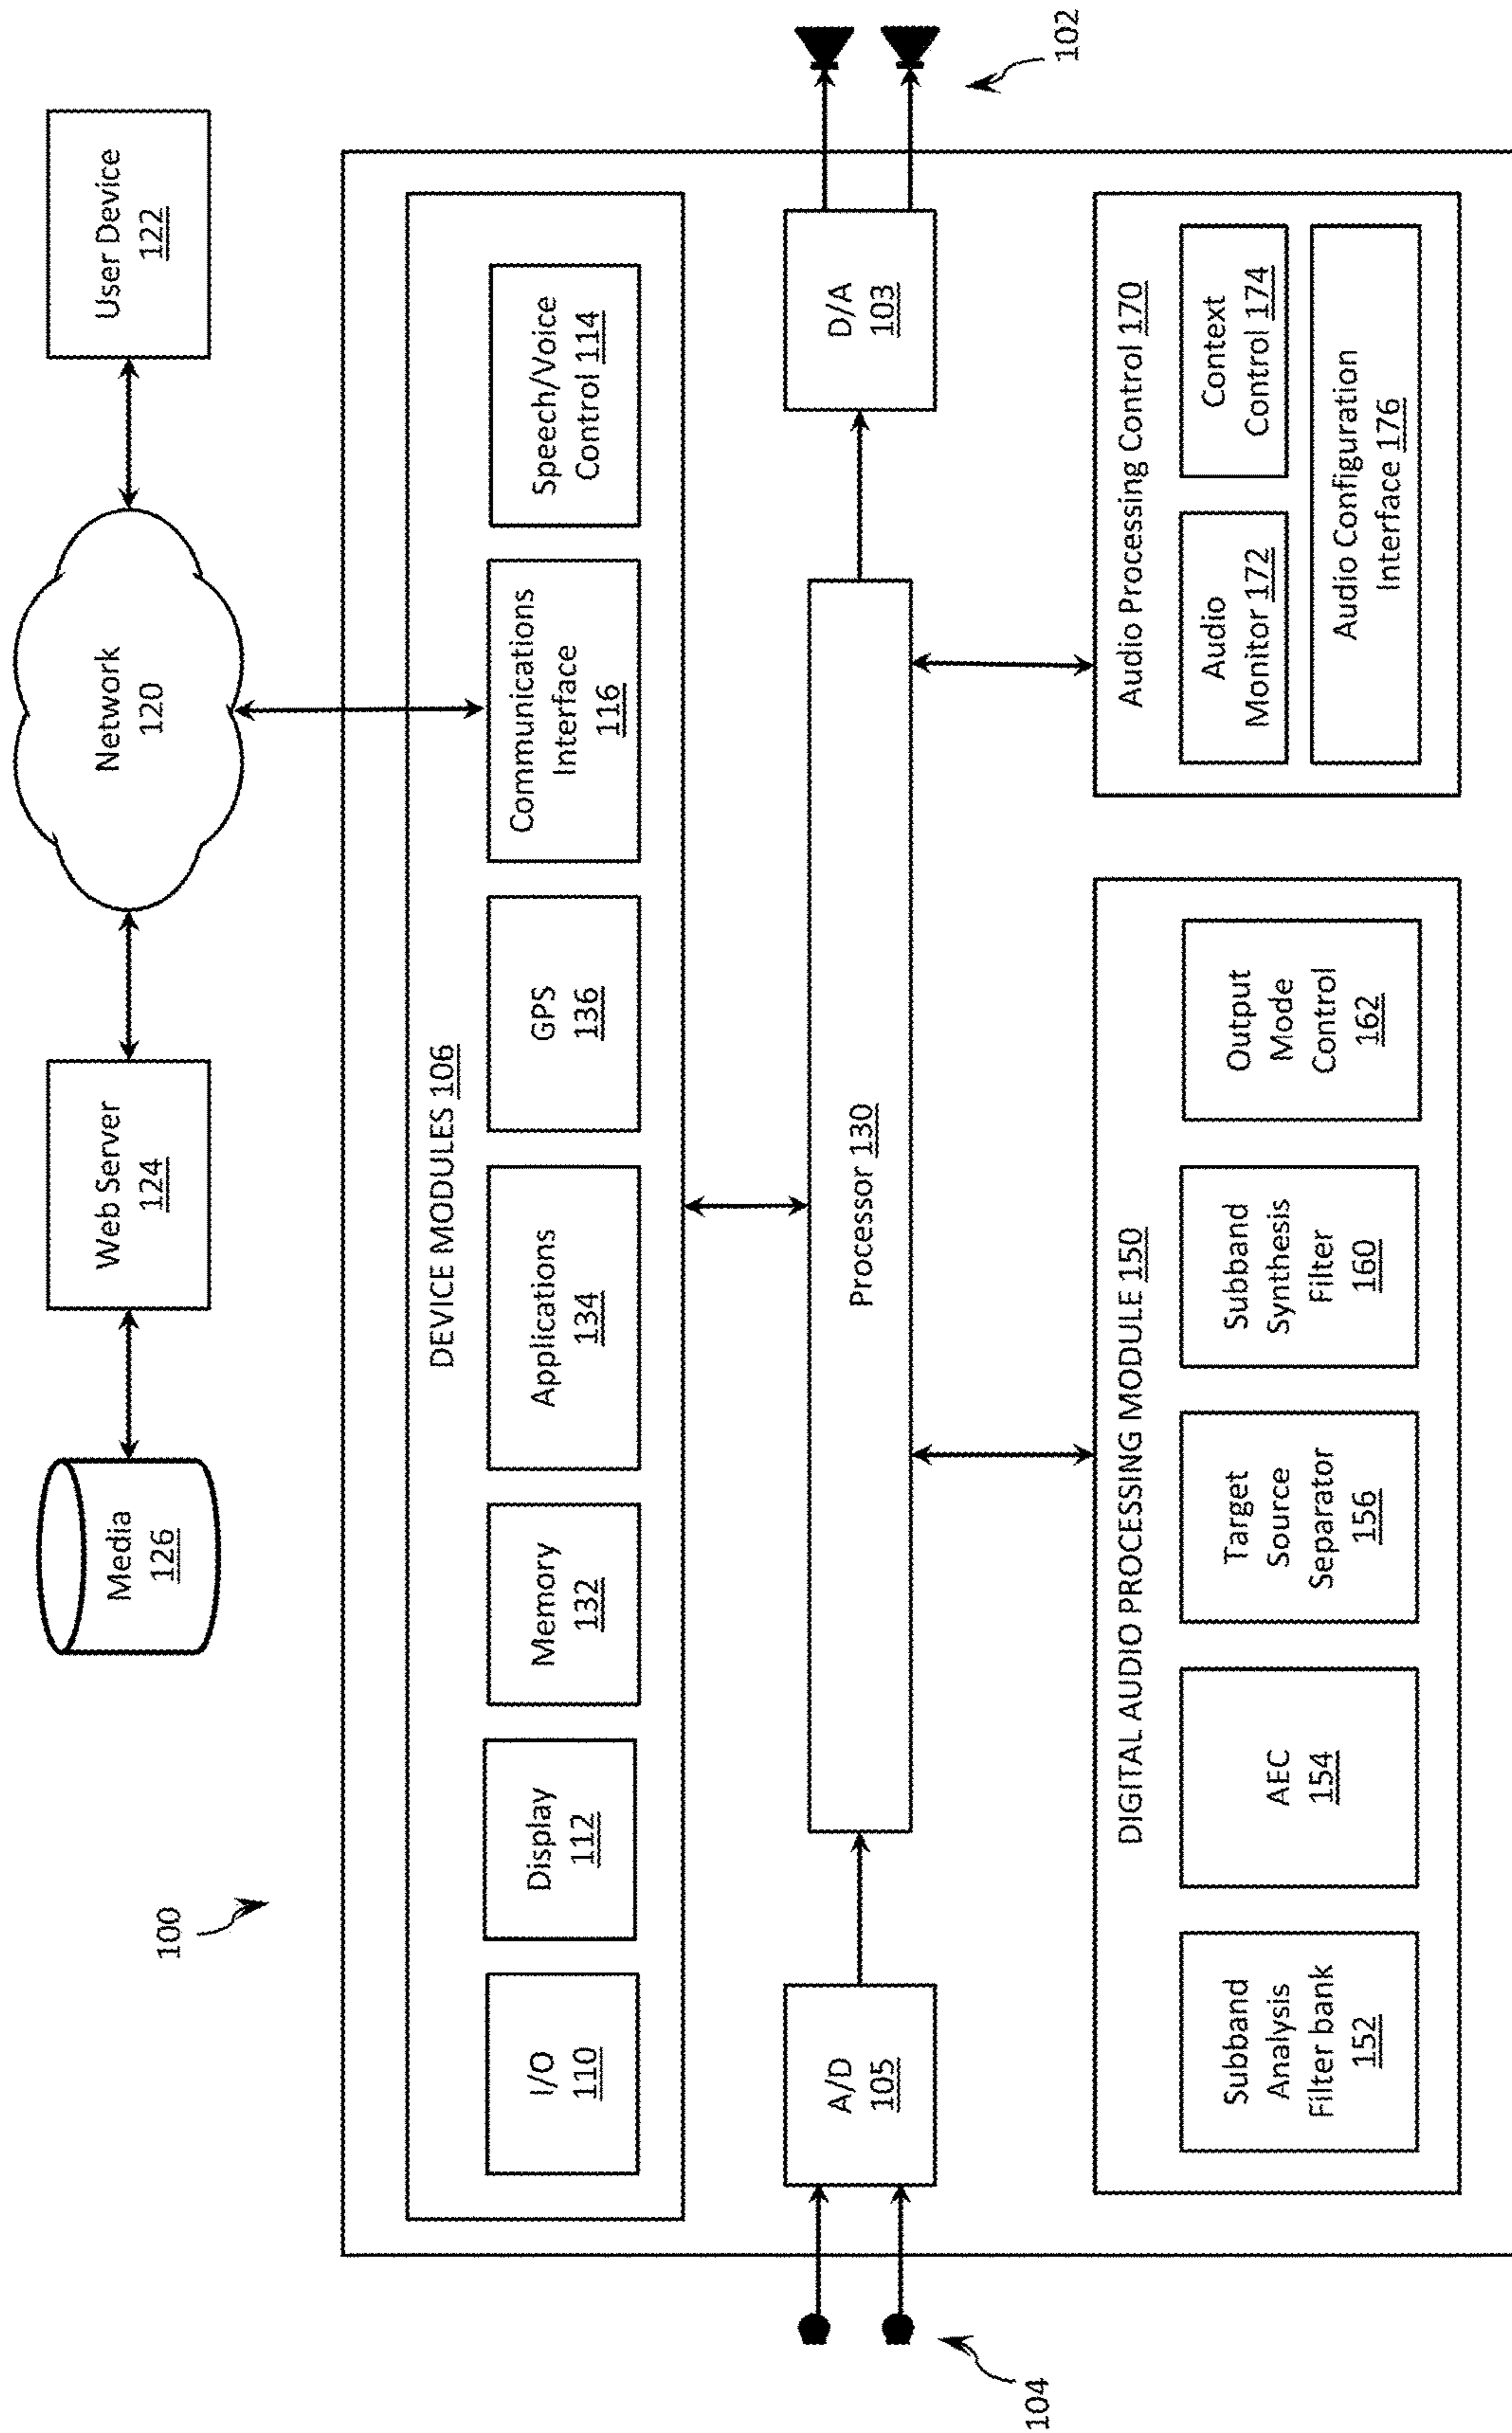 100
Media
126
Web Server
124
Network
120
User Device
122
DEVICE MODULES 106
I/O
110
Display
112
Memory
132
Applications
134
GPS
136
Communications
Interface
116
Speech/Voice
Control 114
104
A/D
105
Processor 130
D/A
103
102
DIGITAL AUDIO PROCESSING MODULE 150
Subband
Analysis
Filter bank
152
AEC
154
Target
Source
Separator
156
Subband
Synthesis
Filter
160
Output
Mode
Control
162
Audio Processing Control 170
Audio
Monitor 172
Context
Control 174
Audio Configuration
Interface 176